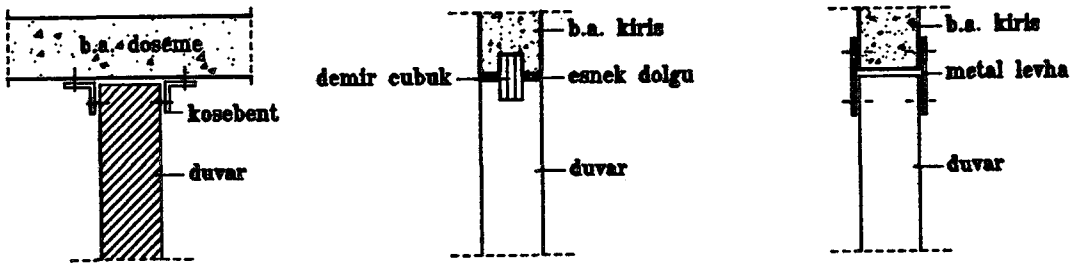 b.a. doseme
kosebent
duvar
b.a. kiris
demir cubuk
esnek dolgu
duvar
b.a. kiris
metal levha
duvar